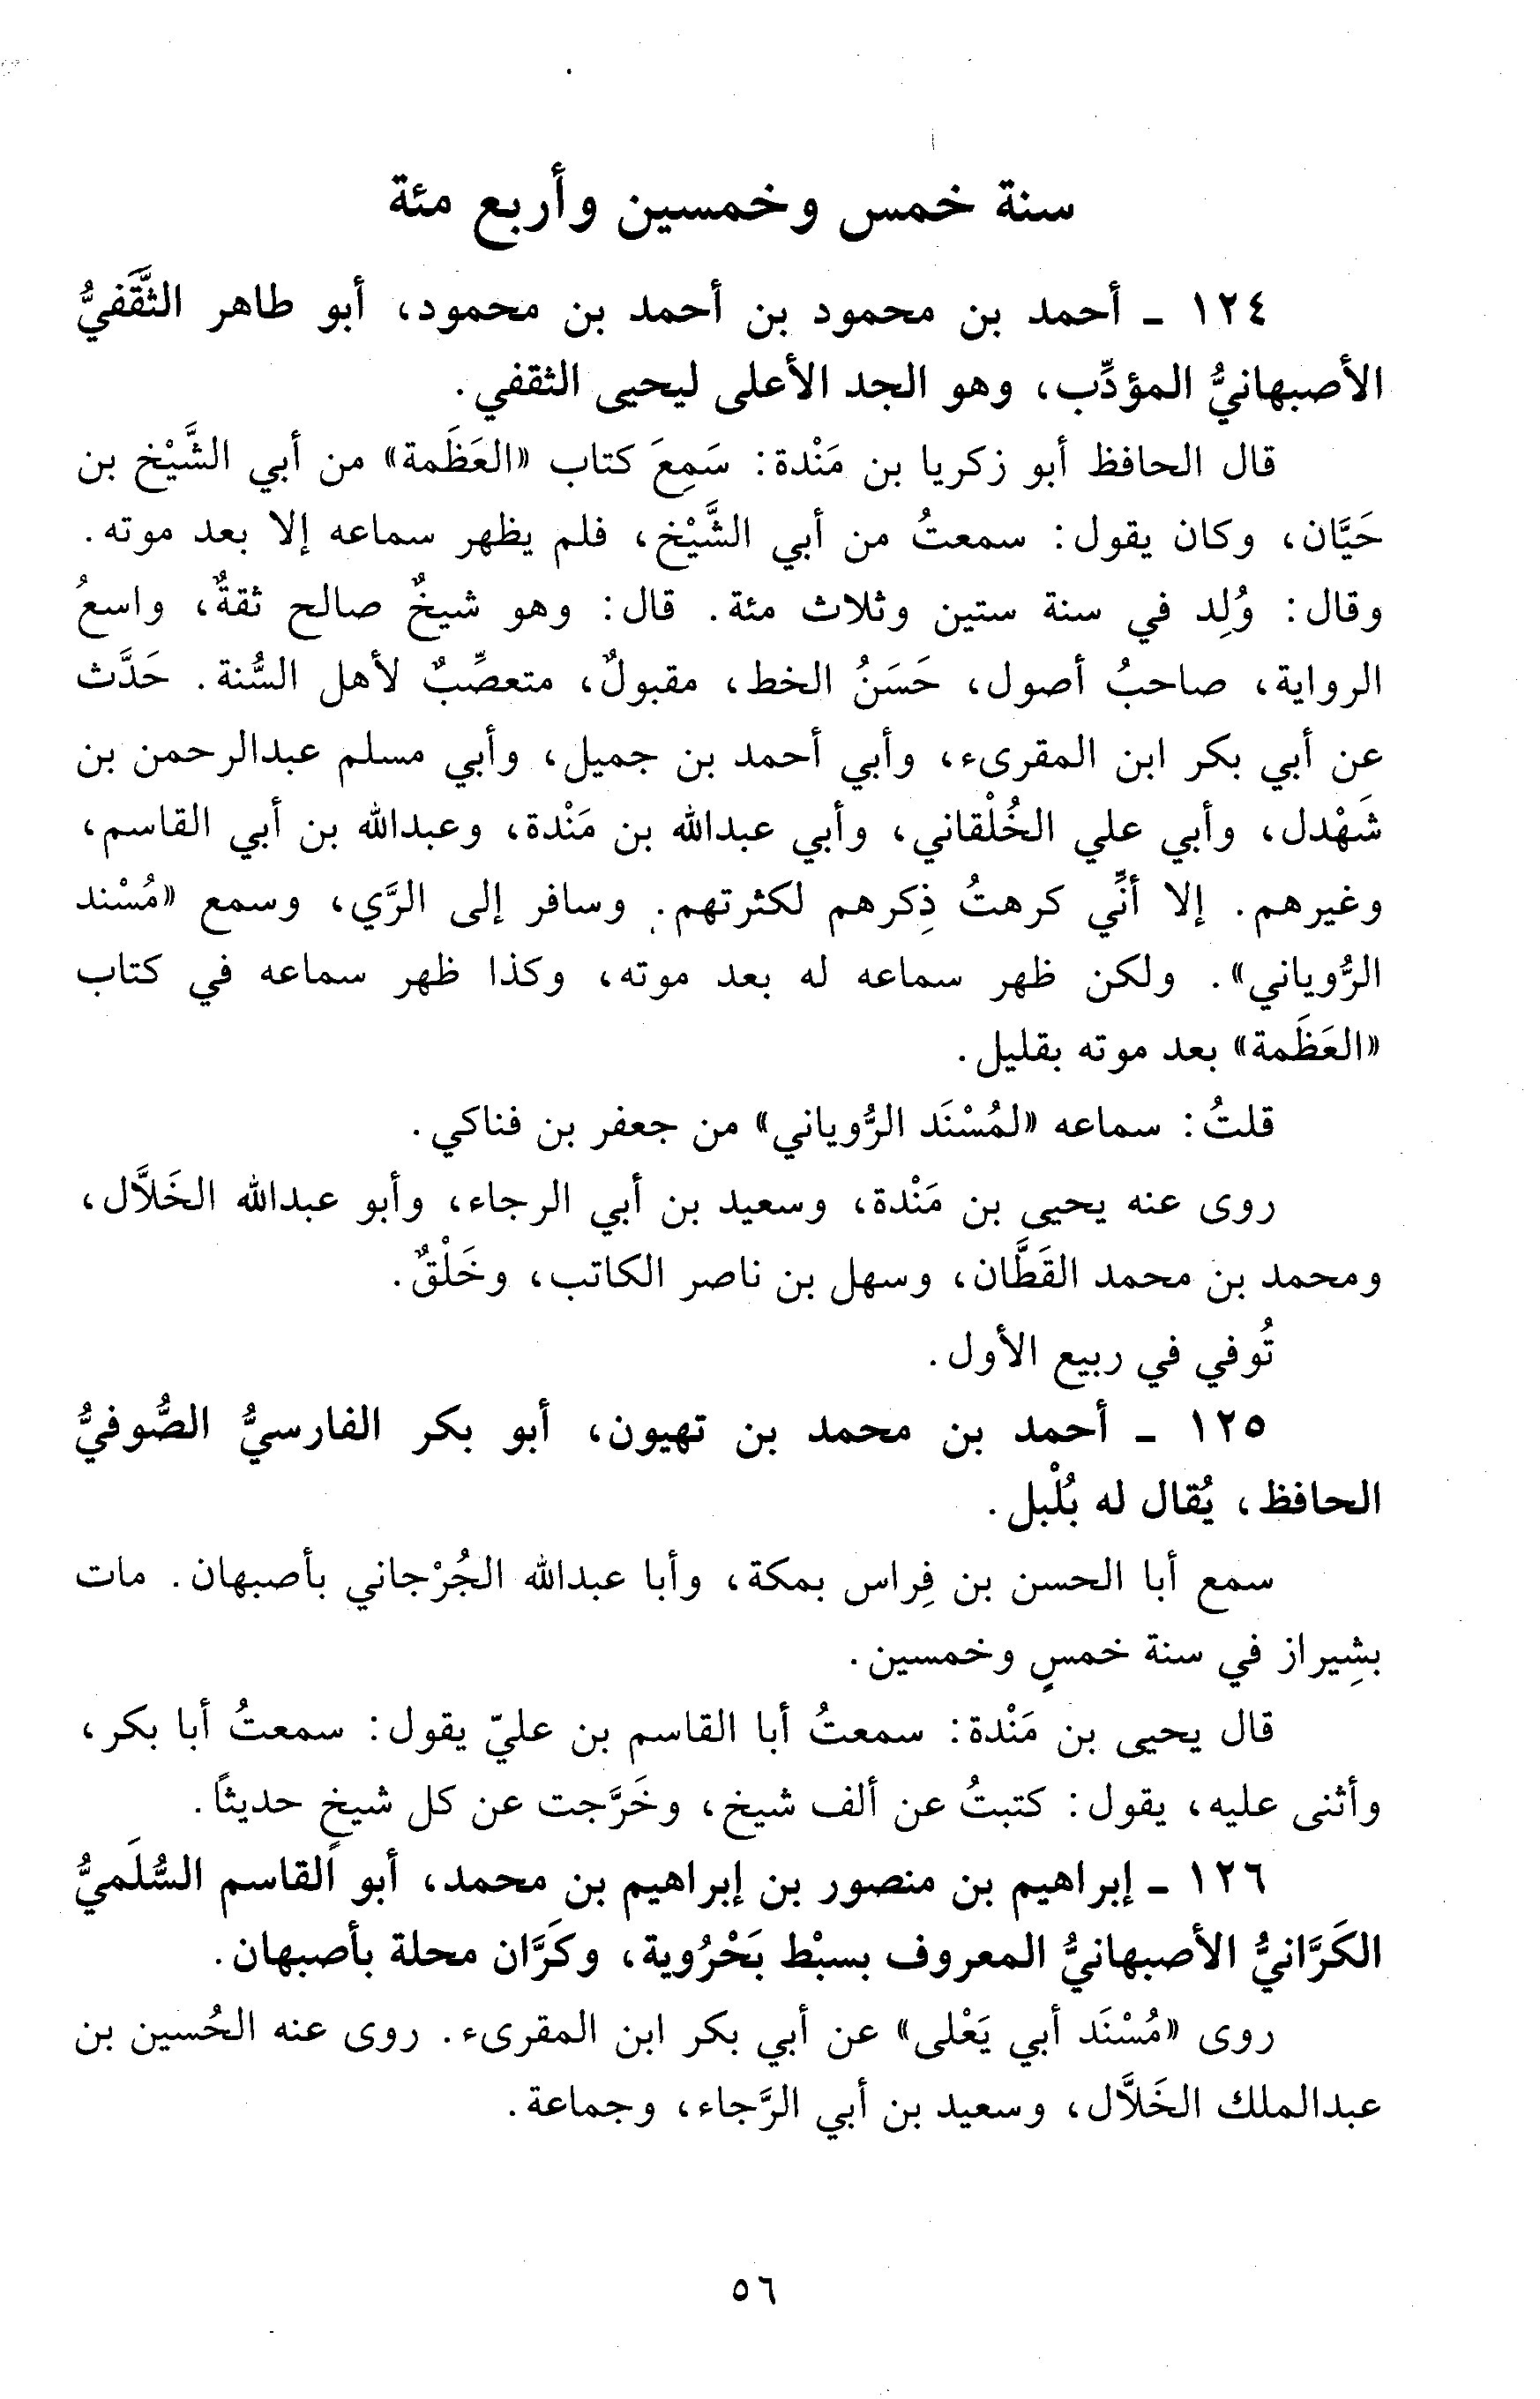 سنة خمس وخمسين وأربع مئة
١٢٤ ـ أحمد بن محمود بن أحمد بن محمود، أبو طاهر الثَّقَفيُّ
الأصبهانيُّ المؤدِّب، وهو الجد الأعلى ليحيى الثقفي.
قال الحافظ أبو زكريا بن مَنْدة: سَمِعَ كتاب «العَظَمة» من أبي الشَّيْخ بن
حَيَّان، وكان يقول: سمعتُ من أبي الشَّيْخ، فلم يظهر سماعه إلا بعد موته.
وقال: وُلِد في سنة ستين وثلاث مئة. قال: وهو شيخٌ صالح ثقةٌ، واسعُ
الرواية، صاحبُ أصول، حَسَنُ الخط، مقبولٌ، متعصِّبٌ لأهل السُّنة. حَدَّث
عن أبي بكر ابن المقرىء، وأبي أحمد بن جميل، وأبي مسلم عبدالرحمن بن
شَهْدل، وأبي علي الخُلْقاني، وأبي عبدالله بن مَنْدة، وعبدالله بن أبي القاسم،
وغيرهم. إلا أنِّي كرهتُ ذِكرهم لكثرتهم. وسافر إلى الرَّي، وسمع «مُسْند
الرُّوياني». ولكن ظهر سماعه له بعد موته، وكذا ظهر سماعه في كتاب
«العَظَمة» بعد موته بقليل.
قلتُ: سماعه «لمُسْنَد الرُّوياني» من جعفر بن فناكي.
روى عنه يحيى بن مَنْدة، وسعيد بن أبي الرجاء، وأبو عبدالله الخَلاَّل،
ومحمد بن محمد القَطَّان، وسهل بن ناصر الكاتب، وخَلْقٌ.
تُوفي في ربيع الأول.
١٢٥ ـ أحمد بن محمد بن تهيون، أبو بكر الفارسيُّ الصُّوفيُّ
الحافظ، يُقال له بُلْبل.
سمع أبا الحسن بن فِراس بمكة، وأبا عبدالله الجُرْجاني بأصبهان. مات
بشِيراز في سنة خمسٍ وخمسين.
قال يحيى بن مَنْدة: سمعتُ أبا القاسم بن عليّ يقول: سمعتُ أبا بكر،
وأثنى عليه، يقول: كتبتُ عن ألف شيخ، وخَرَّجت عن كل شيخٍ حديثاً.
١٢٦ ـ إبراهيم بن منصور بن إبراهيم بن محمد، أبو القاسم السُّلَميُّ
الكَرَّانيُّ الأصبهانيُّ المعروف بسبْط بَحْرُوية، وكَرَّان محلة بأصبهان.
روى «مُسْنَد أبي يَعْلى» عن أبي بكر ابن المقرىء. روى عنه الحُسين بن
عبدالملك الخَلاَّل، وسعيد بن أبي الرَّجاء، وجماعة.
٥٦